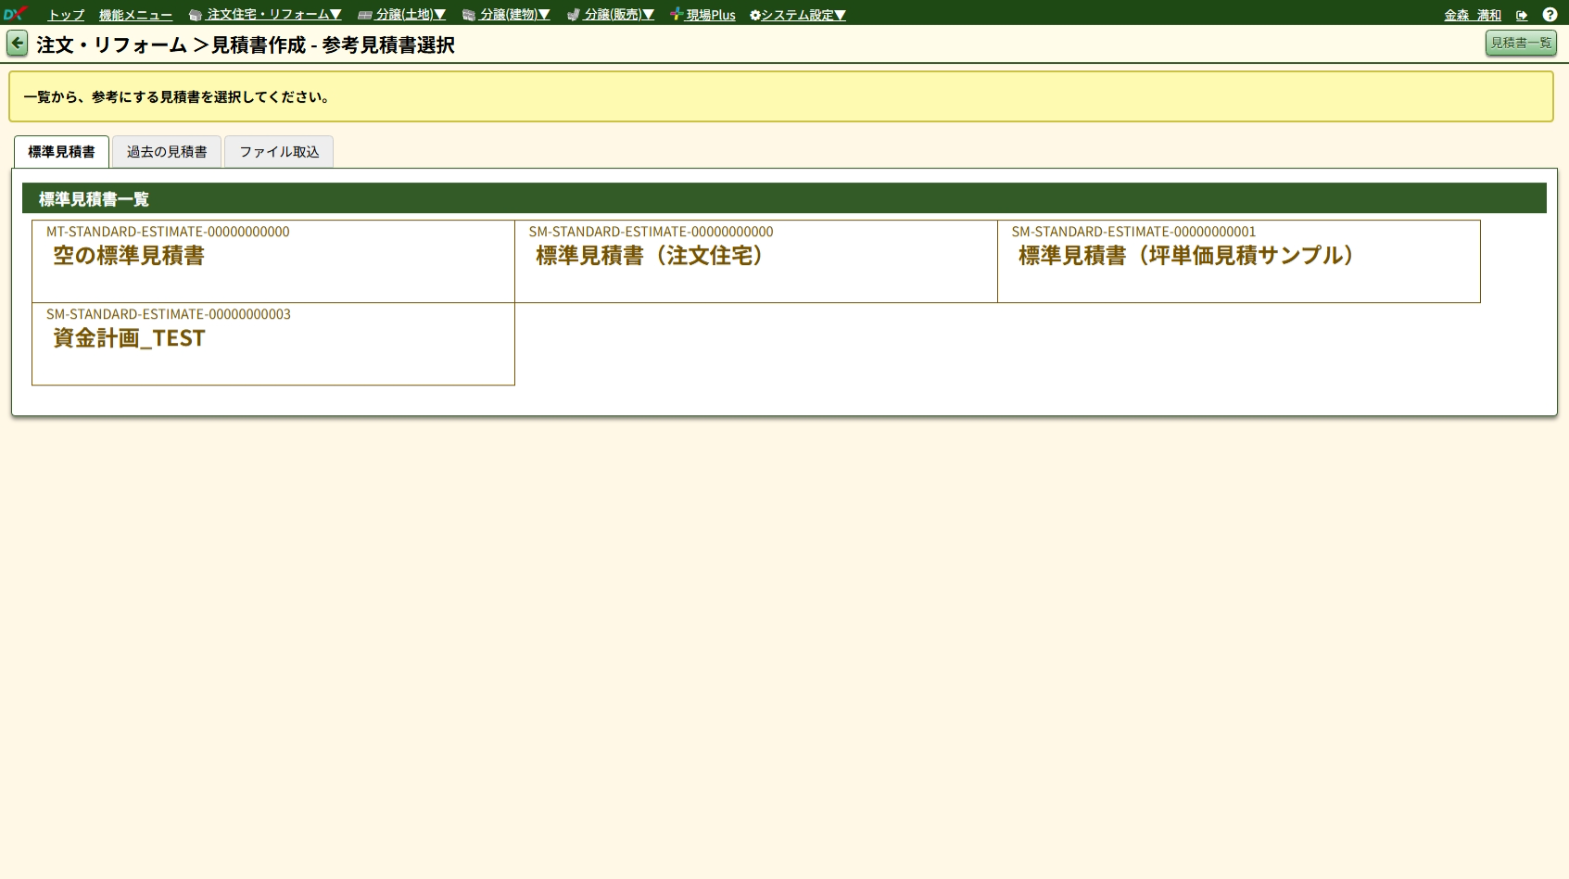 DX トップ 機能メニュー 注文住宅・リフォーム▼ 分譲(土地)▼ 分譲(建物)▼ 分譲(販売)▼ 現場Plus システム設定▼ 金森 満和 ?
注文・リフォーム ＞見積書作成 - 参考見積書選択 見積書一覧
一覧から、参考にする見積書を選択してください。
標準見積書 過去の見積書 ファイル取込
標準見積書一覧
MT-STANDARD-ESTIMATE-00000000000
空の標準見積書
SM-STANDARD-ESTIMATE-00000000000
標準見積書（注文住宅）
SM-STANDARD-ESTIMATE-00000000001
標準見積書（坪単価見積サンプル）
SM-STANDARD-ESTIMATE-00000000003
資金計画_TEST